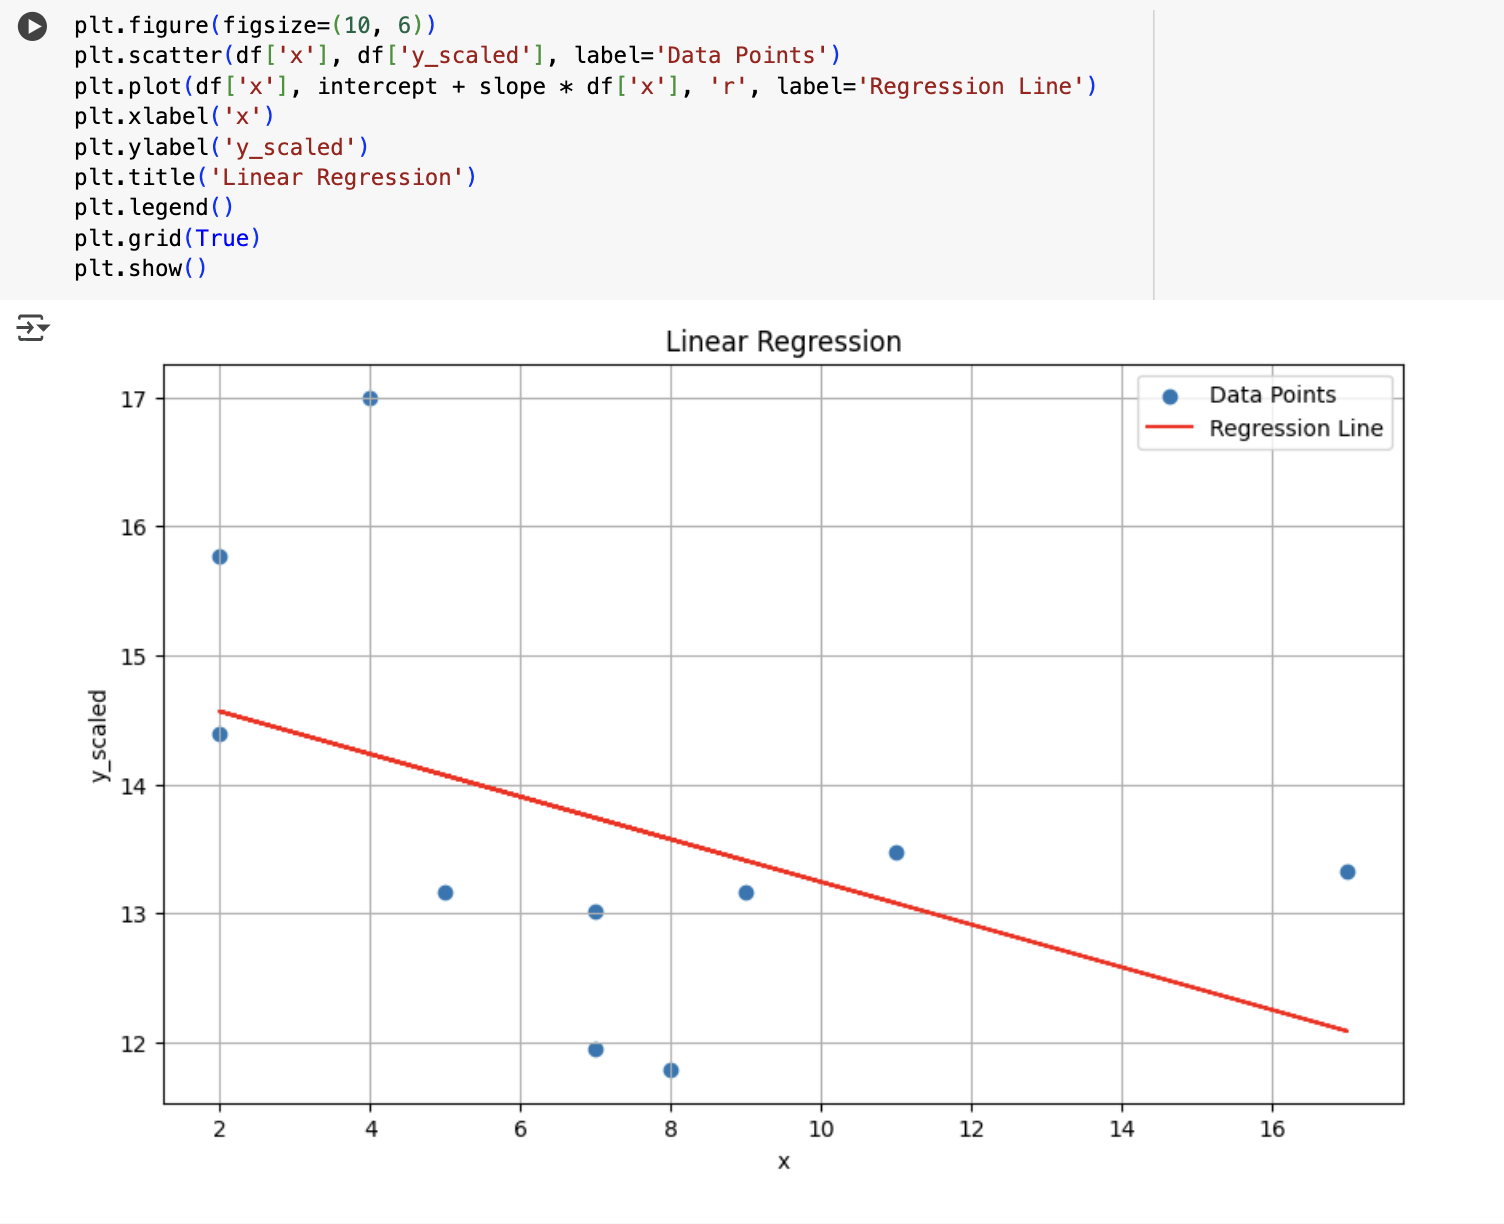 plt.figure(figsize=(10, 6))
plt.scatter(df['x'], df['y_scaled'], label='Data Points')
plt.plot(df['x'], intercept + slope * df['x'], 'r', label='Regression Line')
plt.xlabel('x')
plt.ylabel('y_scaled')
plt.title('Linear Regression')
plt.legend()
plt.grid(True)
plt.show()
Linear Regression
Data Points
Regression Line
17
16
15
14
13
12
y_scaled
2 4 6 8 10 12 14 16
x